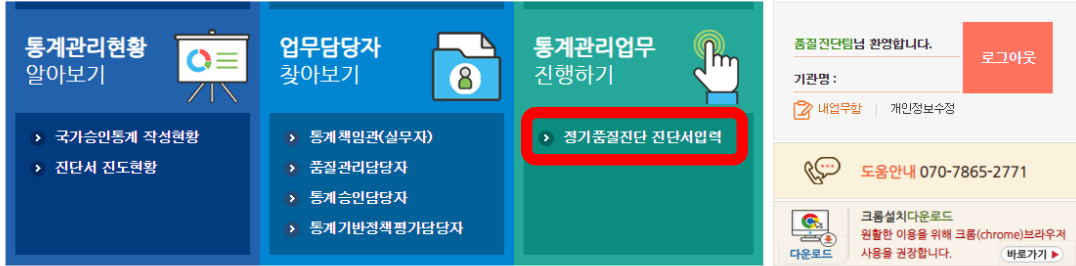 통계관리현황
알아보기
국가승인통계 작성현황
진단서 진도현황
업무담당자
찾아보기
통계책임관(실무자)
품질관리담당자
통계승인담당자
통계기반정책평가담당자
통계관리업무
진행하기
정기품질진단 진단서입력
품질진단팀님 환영합니다.
로그아웃
기관명 :
내업무함 | 개인정보수정
도움안내 070-7865-2771
크롬설치다운로드
원활한 이용을 위해 크롬(chrome)브라우저
사용을 권장합니다.
다운로드
바로가기 ▶